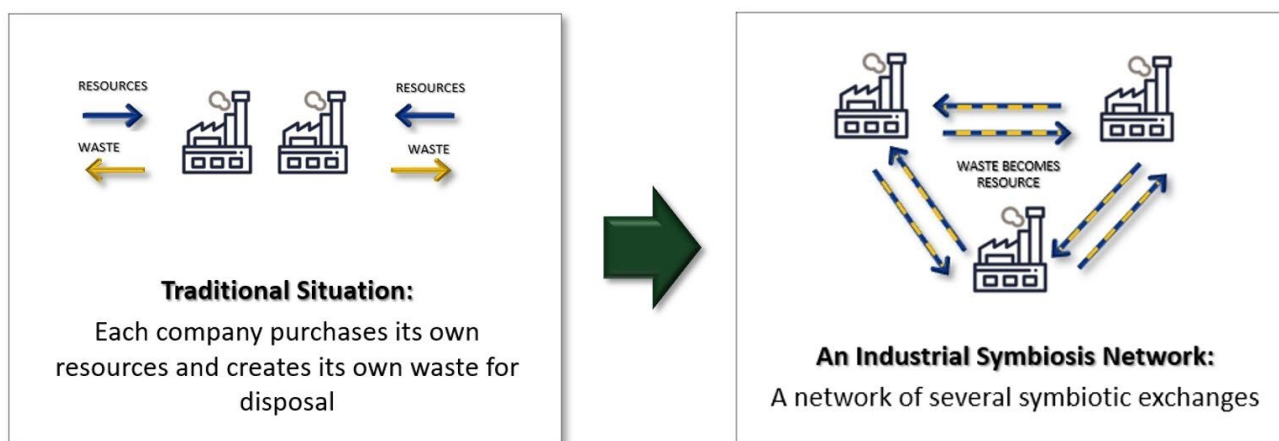 RESOURCES
RESOURCES
WASTE
WASTE
Traditional Situation:
Each company purchases its own
resources and creates its own waste for
disposal
WASTE BECOMES
RESOURCE
An Industrial Symbiosis Network:
A network of several symbiotic exchanges